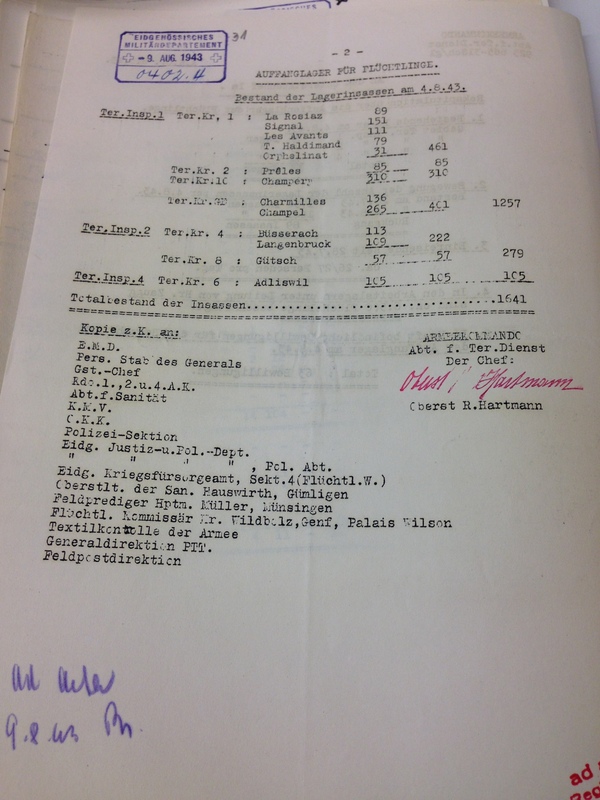 EIDGENÖSSISCHES
MILITÄRDEPARTEMENT
- 9. AUG. 1943
0402.4
31
- 2 -
AUFFANGLAGER FÜR FLÜCHTLINGE.
Bestand der Lagerinsassen am 4.8.43.
Ter.Insp.1 Ter.Kr. 1 : La Rosiaz 89
Signal 151
Les Avants 111
T. Haldimand 79
Orphelinat 31 461
Ter.Kr. 2 : Prêles 85 85
Ter.Kr.10 : Champery 310 310
Charmilles 136
Champel 265 401 1257
Ter.Insp.2 Ter.Kr. 4 : Büsserach 113
Langenbruck 109 222
Ter.Kr. 8 : Gütsch 57 57 279
Ter.Insp.4 Ter.Kr. 6 : Adliswil 105 105 105
Totalbestand der Insassen...............................1641
Kopie z.K. an:
E.M.D.
Pers. Stab des Generals
Gst.-Chef
Kdo.1.,2.u.4.A.K.
Abt.f.Sanität
K.M.V.
C.K.K.
Polizei-Sektion
Eidg. Justiz-u.Pol.-Dept.
" " " " , Pol. Abt.
Eidg. Kriegsfürsorgeamt, Sekt.4(Flüchtl.W.)
Oberstlt. der San. Hauswirth, Gümligen
Feldprediger Hptm. Müller, Münsingen
Flüchtl. Kommissär Hr. Wildbolz,Genf, Palais Wilson
Textilkontolle der Armee
Generaldirektion PTT.
Feldpostdirektion
ARMEEKOMMANDO
Abt. f. Ter.Dienst
Der Chef:
Oberst Hartmann
Oberst R.Hartmann
ad acta
9.8.43
ad